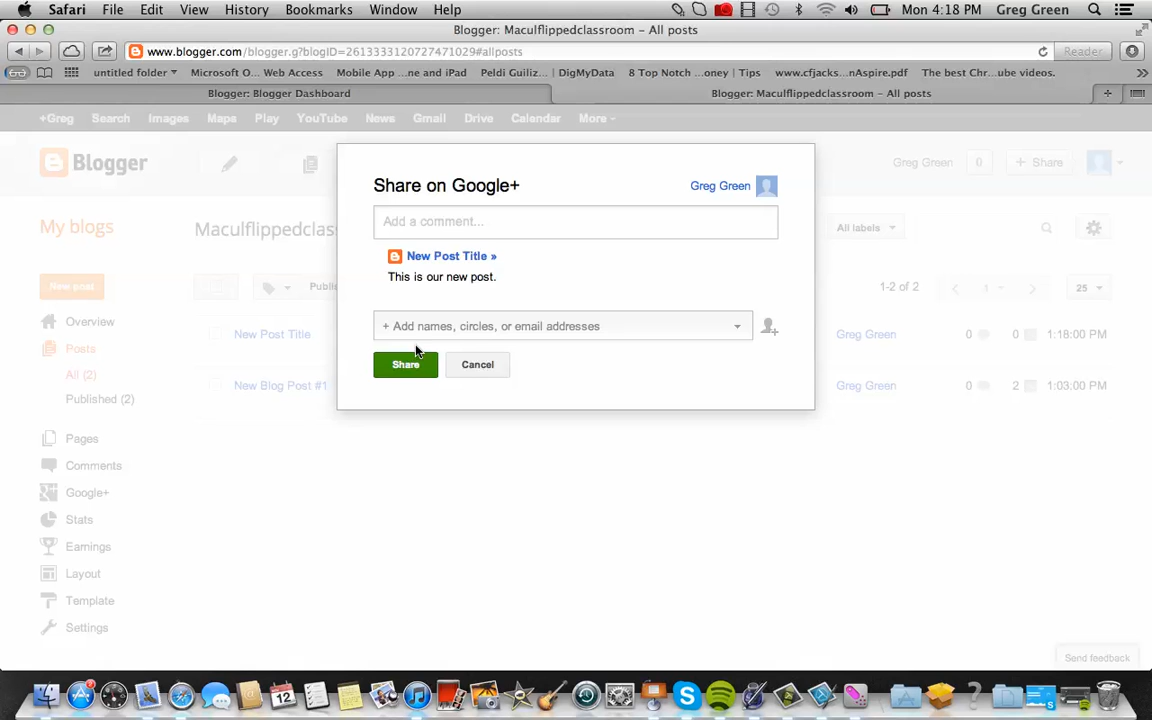 Safari File Edit View History Bookmarks Window Help Mon 4:18 PM Greg Green
Blogger: Maculflippedclassroom – All posts
www.blogger.com/blogger.g?blogID=2613333120727471029#allposts Reader
untitled folder Microsoft O... Web Access Mobile App ...ne and iPad Peldi Guiliz... | DigMyData 8 Top Notch ...oney | Tips www.cfjacks...nAspire.pdf The best Chr...ube videos.
Blogger: Blogger Dashboard Blogger: Maculflippedclassroom – All posts
+Greg Search Images Maps Play YouTube News Gmail Drive Calendar More
Blogger Greg Green 0 + Share
Share on Google+ Greg Green
Add a comment...
My blogs Maculflippedclass All labels
New Post Title »
This is our new post.
New post Publi 1-2 of 2 1 25
Overview
+ Add names, circles, or email addresses
New Post Title Greg Green 0 0 1:18:00 PM
Posts
Share Cancel
All (2)
New Blog Post #1 Greg Green 0 2 1:03:00 PM
Published (2)
Pages
Comments
Google+
Stats
Earnings
Layout
Template
Settings
Send feedback
12